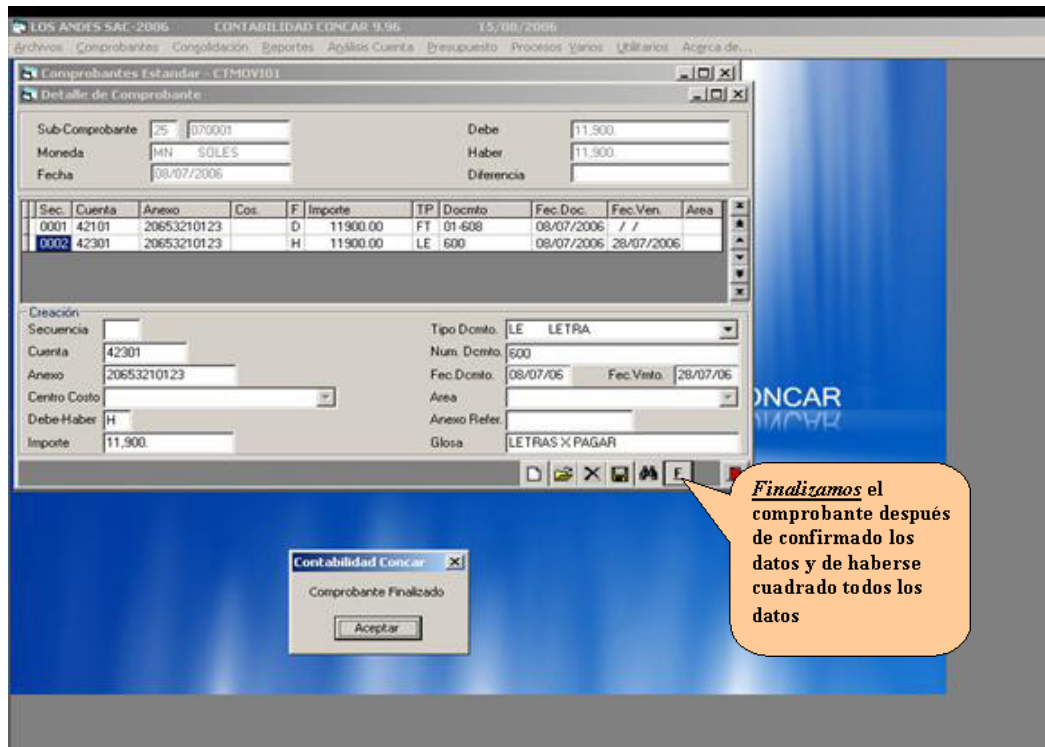 LOS ANDES SAC-2006 CONTABILIDAD CONCAR 9.96 15/08/2006
Archivos Comprobantes Congolidación Reportes Análisis Cuenta Presupuesto Procesos Varios Utilitarios Acerca de...
Comprobantes Estandar - CTMOVI01
Detalle de Comprobante
Sub-Comprobante 25 070001 Debe 11,900.
Moneda MN SOLES Haber 11,900.
Fecha 08/07/2006 Diferencia
Sec. Cuenta Anexo Cos. F Importe TP Docmto Fec.Doc. Fec.Ven. Area
0001 42101 20653210123 D 11900.00 FT 01-608 08/07/2006 / /
0002 42301 20653210123 H 11900.00 LE 600 08/07/2006 28/07/2006
Creación
Secuencia Tipo Dcmto. LE LETRA
Cuenta 42301 Num. Dcmto. 600
Anexo 20653210123 Fec.Dcmto. 08/07/06 Fec.Vmto. 28/07/06
Centro Costo Area
Debe-Haber H Anexo Refer.
Importe 11,900. Glosa LETRAS X PAGAR
F
ONCAR
Finalizamos el
comprobante después
de confirmado los
datos y de haberse
cuadrado todos los
datos
Contabilidad Concar
Comprobante Finalizado
Aceptar